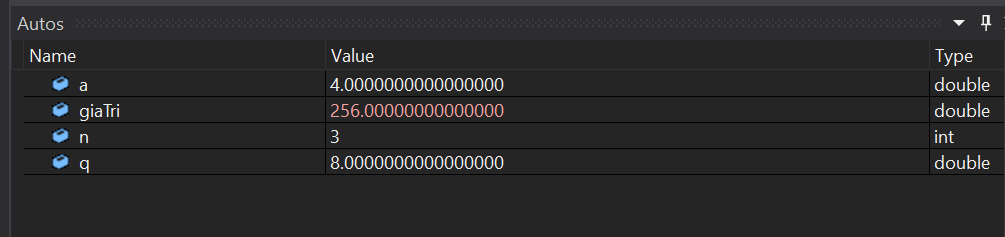 Autos
Name Value Type
a 4.0000000000000000 double
giaTri 256.00000000000000 double
n 3 int
q 8.0000000000000000 double